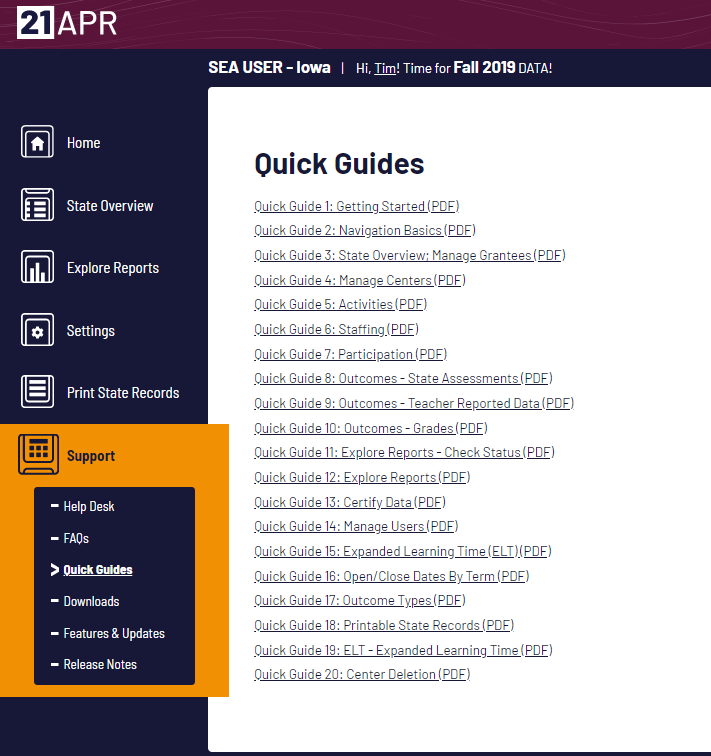 21 APR
SEA USER - Iowa | Hi, Tim! Time for Fall 2019 DATA!
Home
State Overview
Explore Reports
Settings
Print State Records
Support
Help Desk
FAQs
> Quick Guides
Downloads
Features & Updates
Release Notes
Quick Guides
Quick Guide 1: Getting Started (PDF)
Quick Guide 2: Navigation Basics (PDF)
Quick Guide 3: State Overview; Manage Grantees (PDF)
Quick Guide 4: Manage Centers (PDF)
Quick Guide 5: Activities (PDF)
Quick Guide 6: Staffing (PDF)
Quick Guide 7: Participation (PDF)
Quick Guide 8: Outcomes - State Assessments (PDF)
Quick Guide 9: Outcomes - Teacher Reported Data (PDF)
Quick Guide 10: Outcomes - Grades (PDF)
Quick Guide 11: Explore Reports - Check Status (PDF)
Quick Guide 12: Explore Reports (PDF)
Quick Guide 13: Certify Data (PDF)
Quick Guide 14: Manage Users (PDF)
Quick Guide 15: Expanded Learning Time (ELT)(PDF)
Quick Guide 16: Open/Close Dates By Term (PDF)
Quick Guide 17: Outcome Types (PDF)
Quick Guide 18: Printable State Records (PDF)
Quick Guide 19: ELT - Expanded Learning Time (PDF)
Quick Guide 20: Center Deletion (PDF)